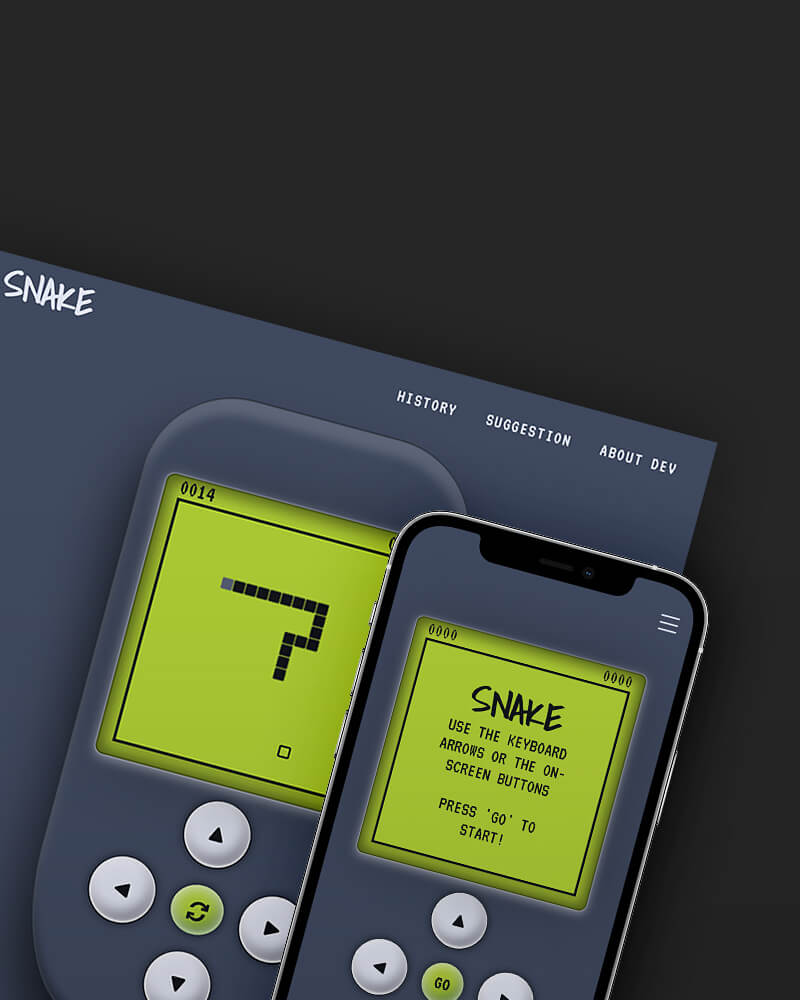 SNAKE
HISTORY
SUGGESTION
ABOUT DEV
0014
0000
0000
SNAKE
USE THE KEYBOARD
ARROWS OR THE ON-
SCREEN BUTTONS
PRESS 'GO' TO
START!
GO